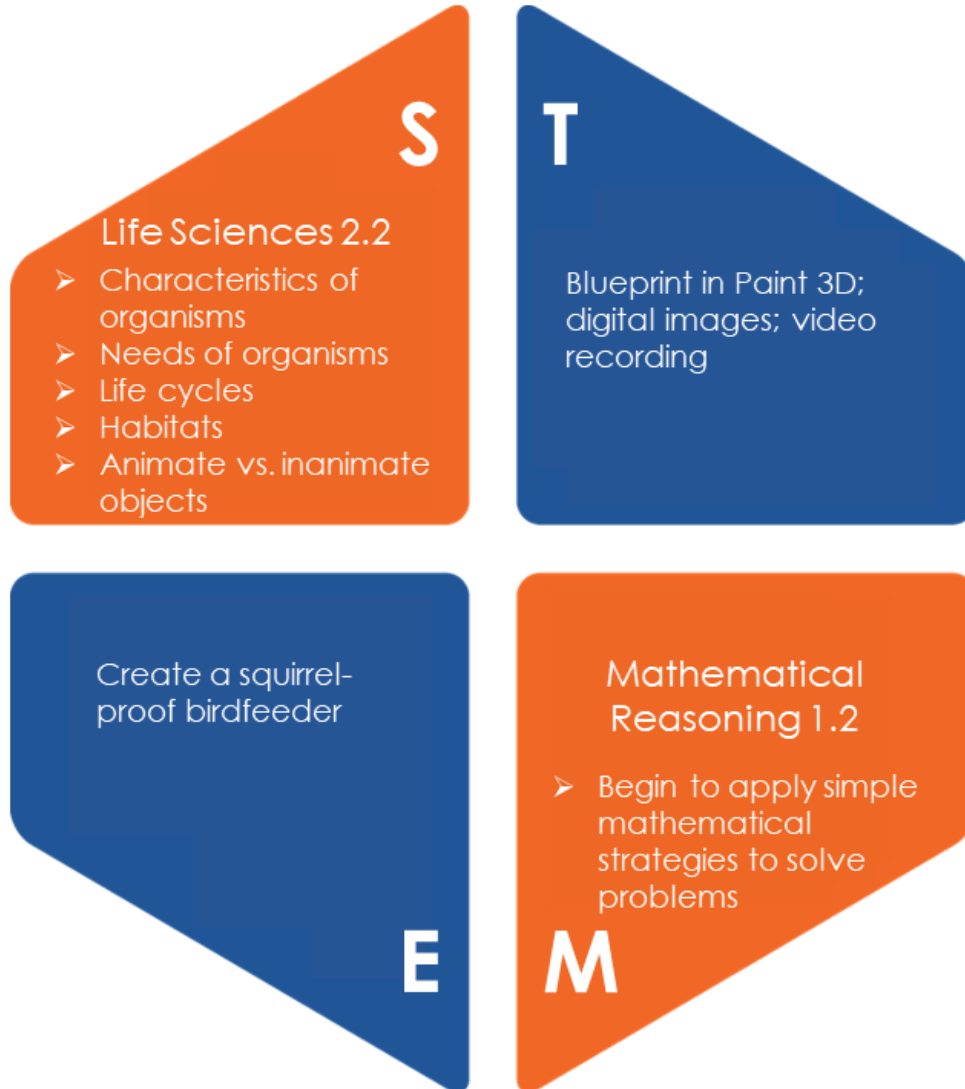 S
Life Sciences 2.2
➢ Characteristics of
organisms
➢ Needs of organisms
➢ Life cycles
➢ Habitats
➢ Animate vs. inanimate
objects
T
Blueprint in Paint 3D;
digital images; video
recording
Create a squirrel-
proof birdfeeder
E
Mathematical
Reasoning 1.2
➢ Begin to apply simple
mathematical
strategies to solve
problems
M